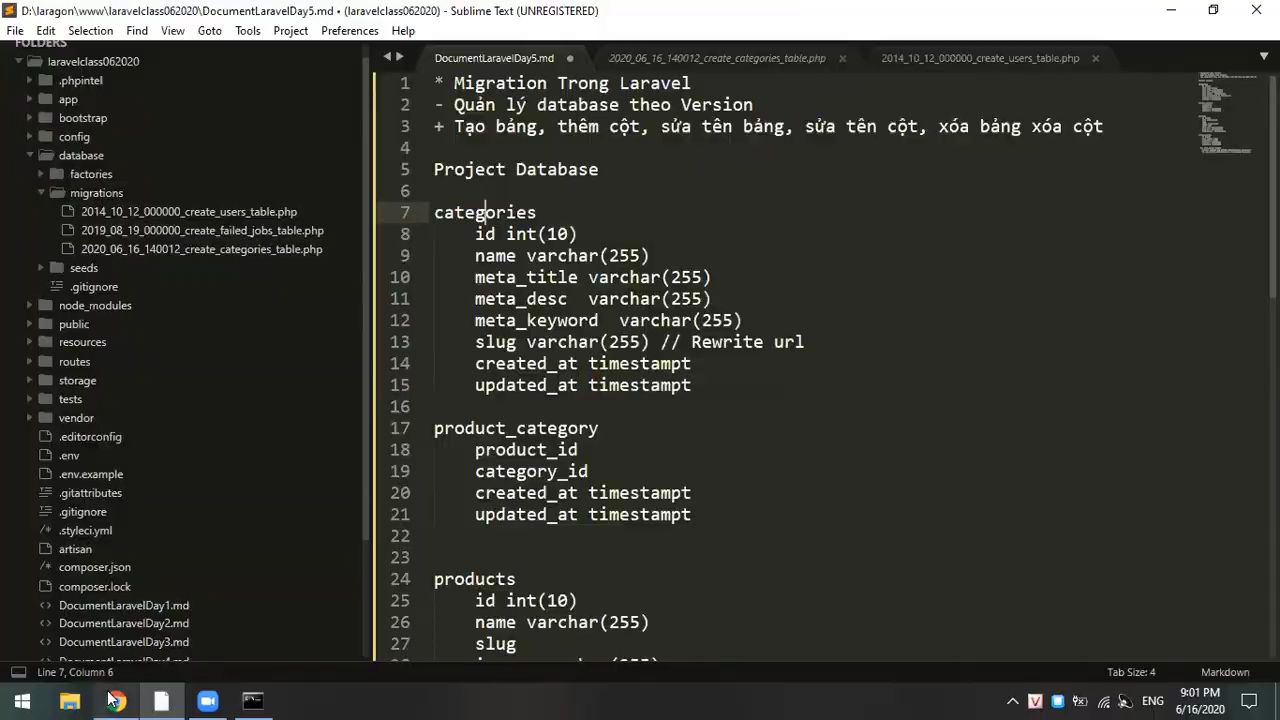 D:\laragon\www\laravelclass062020\DocumentLaravelDay5.md • (laravelclass062020) - Sublime Text (UNREGISTERED)
File Edit Selection Find View Goto Tools Project Preferences Help
FOLDERS
laravelclass062020
.phpintel
app
bootstrap
config
database
factories
migrations
2014_10_12_000000_create_users_table.php
2019_08_19_000000_create_failed_jobs_table.php
2020_06_16_140012_create_categories_table.php
seeds
.gitignore
node_modules
public
resources
routes
storage
tests
vendor
.editorconfig
.env
.env.example
.gitattributes
.gitignore
.styleci.yml
artisan
composer.json
composer.lock
DocumentLaravelDay1.md
DocumentLaravelDay2.md
DocumentLaravelDay3.md
DocumentLaravelDay4.md
DocumentLaravelDay5.md 2020_06_16_140012_create_categories_table.php 2014_10_12_000000_create_users_table.php
1 * Migration Trong Laravel
2 - Quản lý database theo Version
3 + Tạo bảng, thêm cột, sửa tên bảng, sửa tên cột, xóa bảng xóa cột
4
5 Project Database
6
7 categories
8 id int(10)
9 name varchar(255)
10 meta_title varchar(255)
11 meta_desc  varchar(255)
12 meta_keyword  varchar(255)
13 slug varchar(255) // Rewrite url
14 created_at timestampt
15 updated_at timestampt
16
17 product_category
18 product_id
19 category_id
20 created_at timestampt
21 updated_at timestampt
22
23
24 products
25 id int(10)
26 name varchar(255)
27 slug
Line 7, Column 6 Tab Size: 4 Markdown
ENG 9:01 PM
6/16/2020